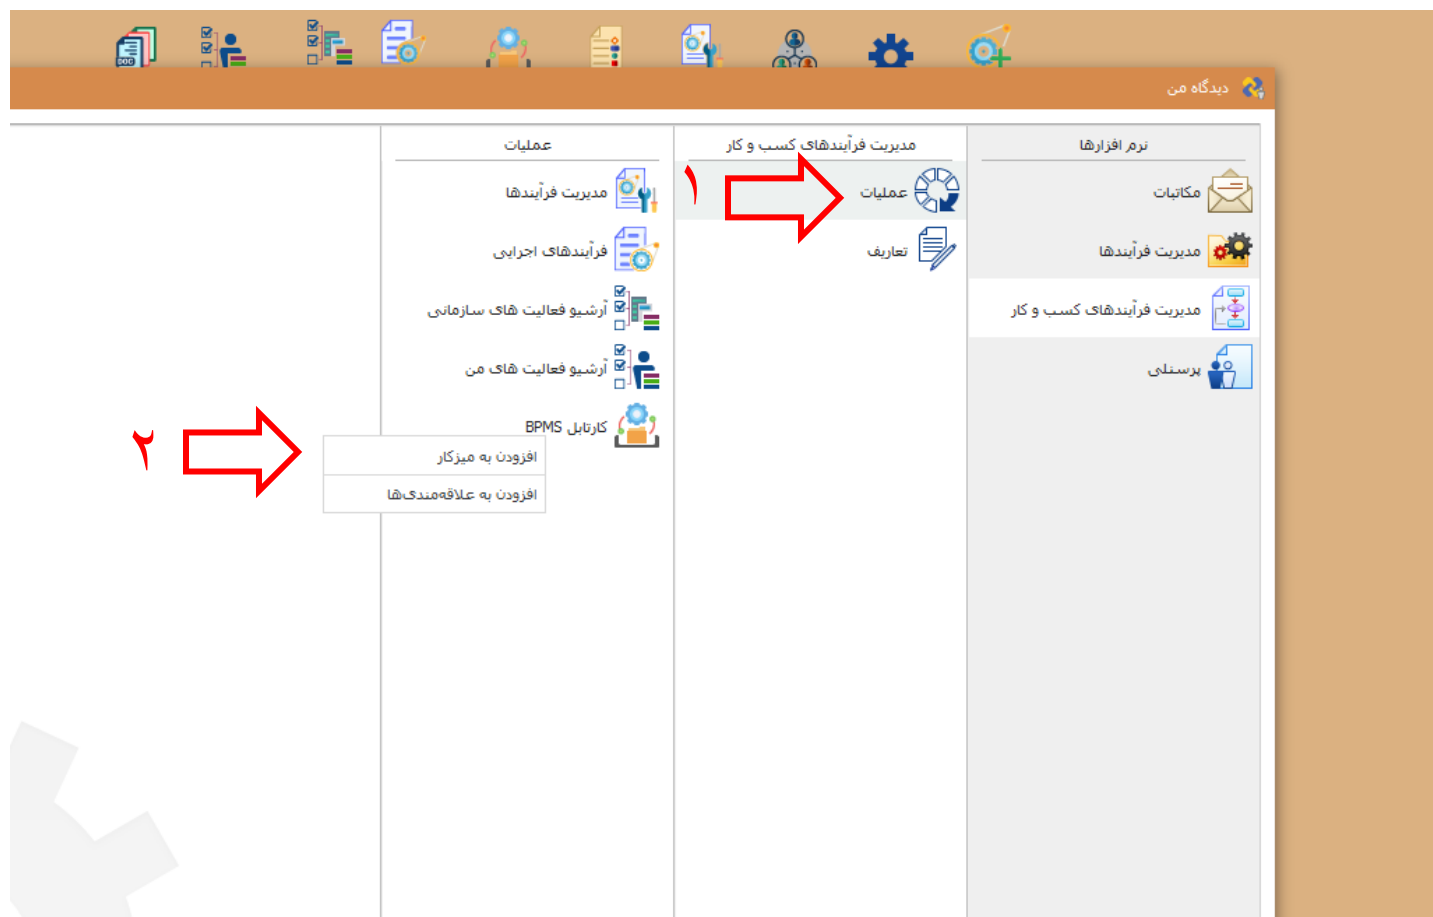 دیدگاه من
نرم افزارها
مکاتبات
مدیریت فرآیندها
مدیریت فرآیندهای کسب و کار
پرسنلی
مدیریت فرآیندهای کسب و کار
عملیات
تعاریف
۱
عملیات
مدیریت فرآیندها
فرآیندهای اجرایی
آرشیو فعالیت های سازمانی
آرشیو فعالیت های من
کارتابل BPMS
افزودن به میزکار
افزودن به علاقه‌مندی‌ها
۲
DOC